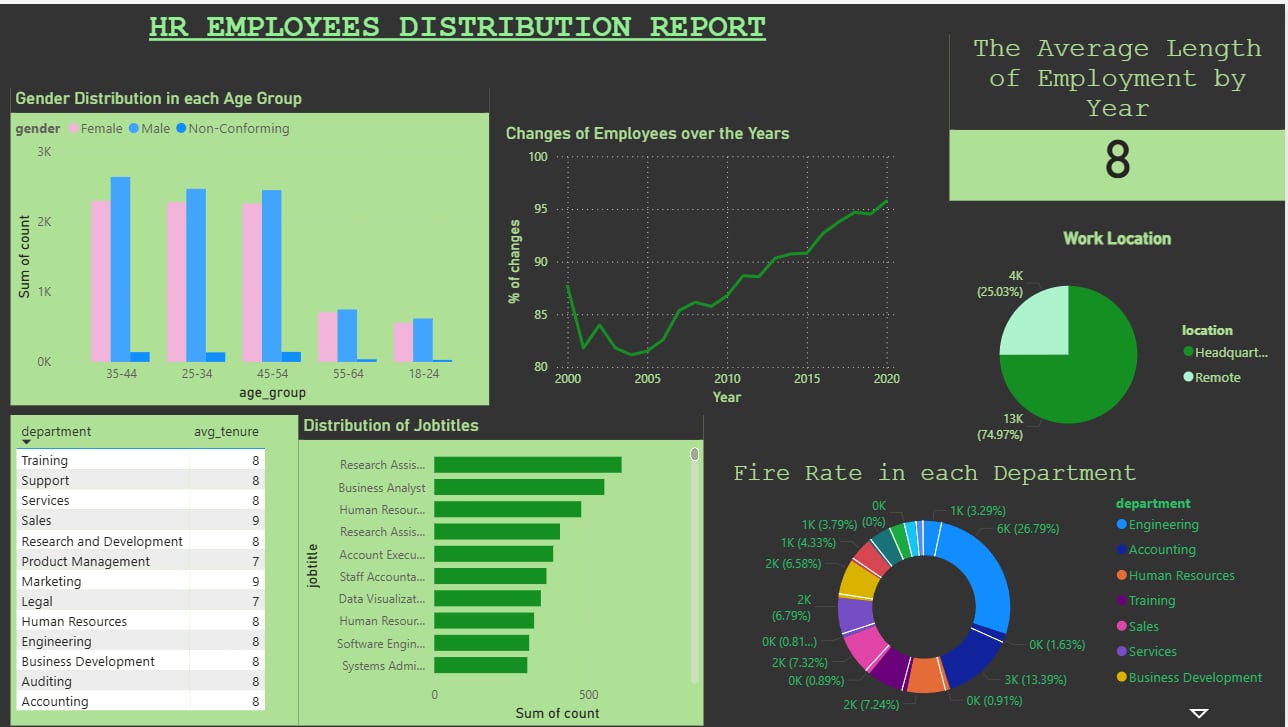 HR EMPLOYEES DISTRIBUTION REPORT
The Average Length
of Employment by
Year
8
Gender Distribution in each Age Group
gender Female Male Non-Conforming
3K
2K
1K
0K
Sum of count
35-44 25-34 45-54 55-64 18-24
age_group
Changes of Employees over the Years
100
95
90
85
80
% of changes
2000 2005 2010 2015 2020
Year
Work Location
4K
(25.03%)
13K
(74.97%)
location
Headquart...
Remote
department avg_tenure
Training 8
Support 8
Services 8
Sales 9
Research and Development 8
Product Management 7
Marketing 9
Legal 7
Human Resources 8
Engineering 8
Business Development 8
Auditing 8
Accounting 8
Distribution of Jobtitles
jobtitle
Research Assis...
Business Analyst
Human Resour...
Research Assis...
Account Execu...
Staff Accounta...
Data Visualizat...
Human Resour...
Software Engin...
Systems Admi...
0 500
Sum of count
Fire Rate in each Department
0K
(0%)
1K (3.29%)
6K (26.79%)
0K (1.63%)
3K (13.39%)
0K (0.91%)
2K (7.24%)
0K (0.89%)
2K (7.32%)
0K (0.81...)
2K
(6.79%)
2K (6.58%)
1K (4.33%)
1K (3.79%)
department
Engineering
Accounting
Human Resources
Training
Sales
Services
Business Development